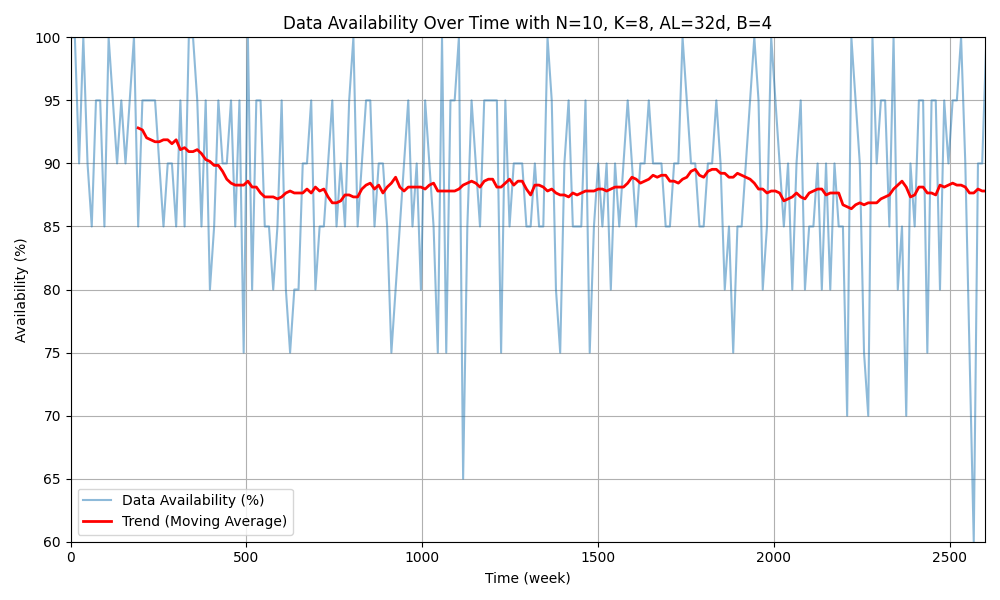 Data Availability Over Time with N=10, K=8, AL=32d, B=4
100
95
90
85
80
75
70
65
60
Availability (%)
Data Availability (%)
Trend (Moving Average)
0 500 1000 1500 2000 2500
Time (week)